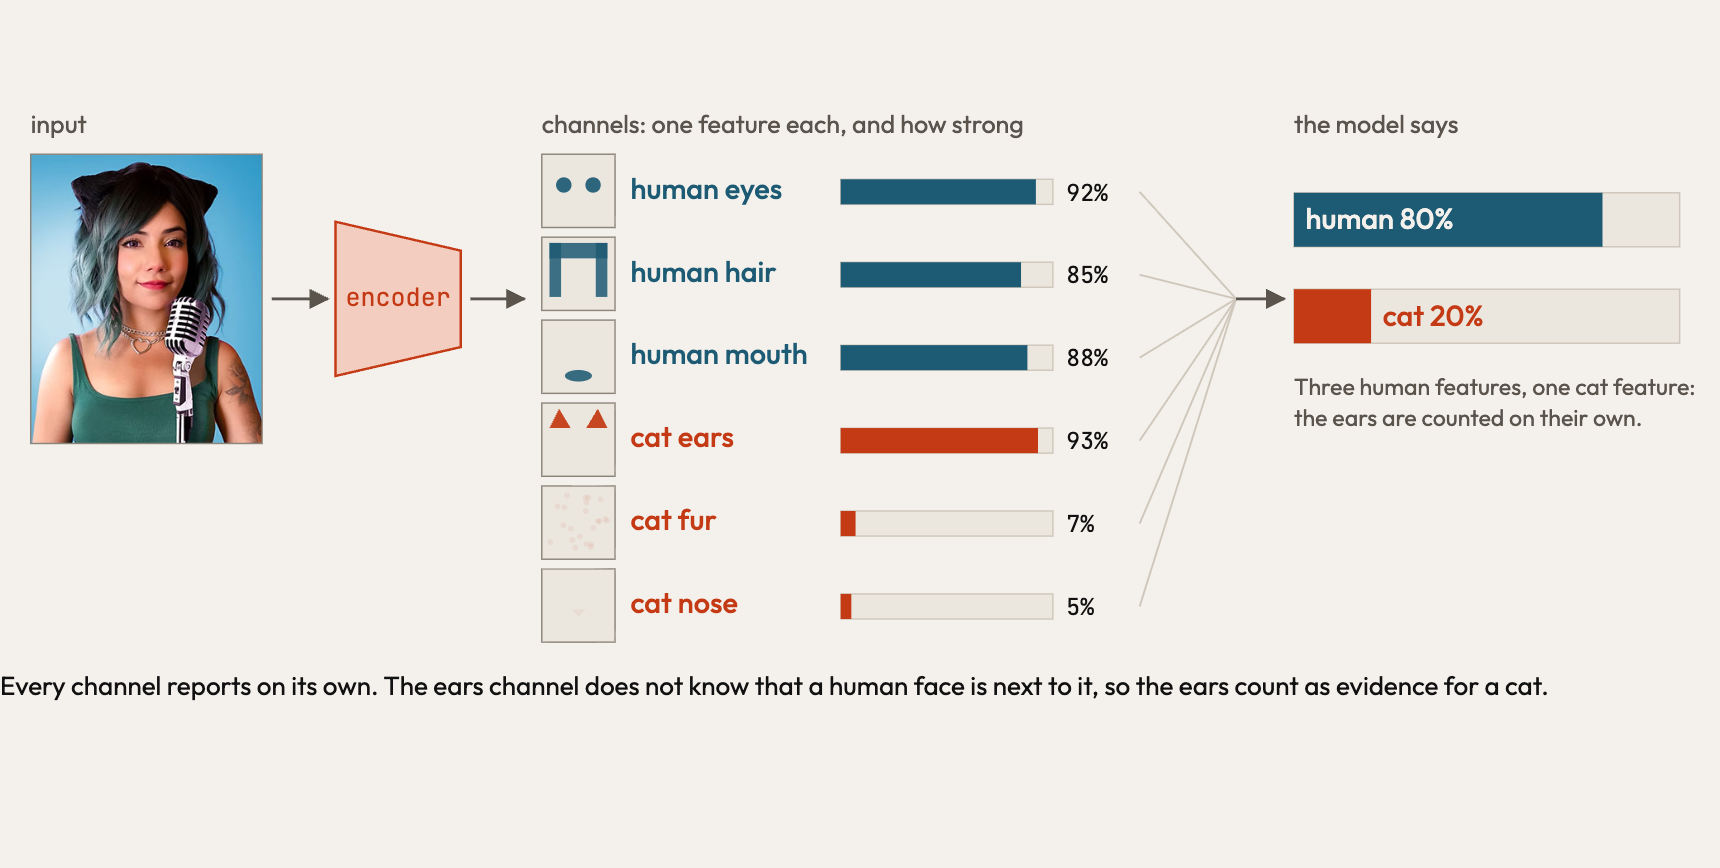 input
channels: one feature each, and how strong
the model says
human eyes 92%
human hair 85%
human mouth 88%
cat ears 93%
cat fur 7%
cat nose 5%
encoder
human 80%
cat 20%
Three human features, one cat feature:
the ears are counted on their own.
Every channel reports on its own. The ears channel does not know that a human face is next to it, so the ears count as evidence for a cat.